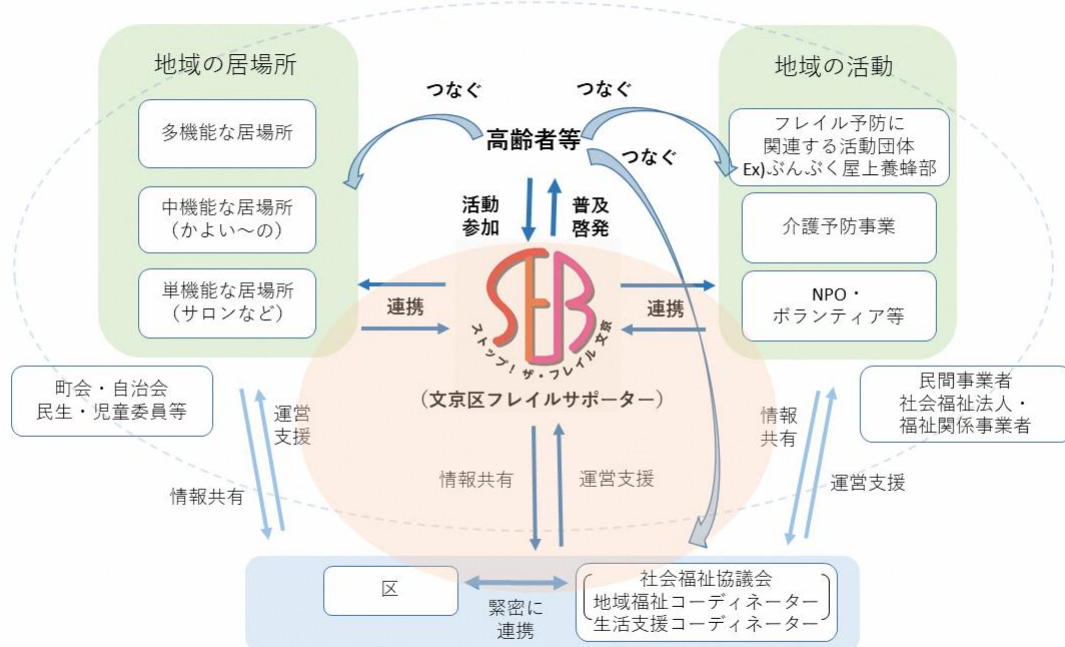 地域の居場所
多機能な居場所
中機能な居場所
（かよい～の）
単機能な居場所
（サロンなど）
つなぐ
つなぐ
高齢者等
つなぐ
地域の活動
フレイル予防に
関連する活動団体
Ex)ぶんぶく屋上養蜂部
介護予防事業
NPO・
ボランティア等
活動
参加
普及
啓発
連携
SFB
ストップ！ザ・フレイル 文京
連携
（文京区フレイルサポーター）
町会・自治会
民生・児童委員等
民間事業者
社会福祉法人・
福祉関係事業者
運営
支援
情報共有
情報共有
運営支援
情報
共有
運営支援
区
緊密に
連携
社会福祉協議会
地域福祉コーディネーター
生活支援コーディネーター